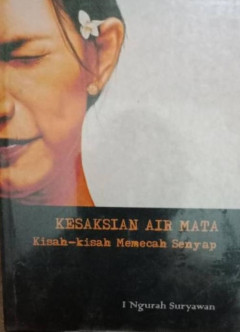 KESAKSIAN AIR MATA
Kisah-kisah Memecah Senyap
I Ngurah Suryawan